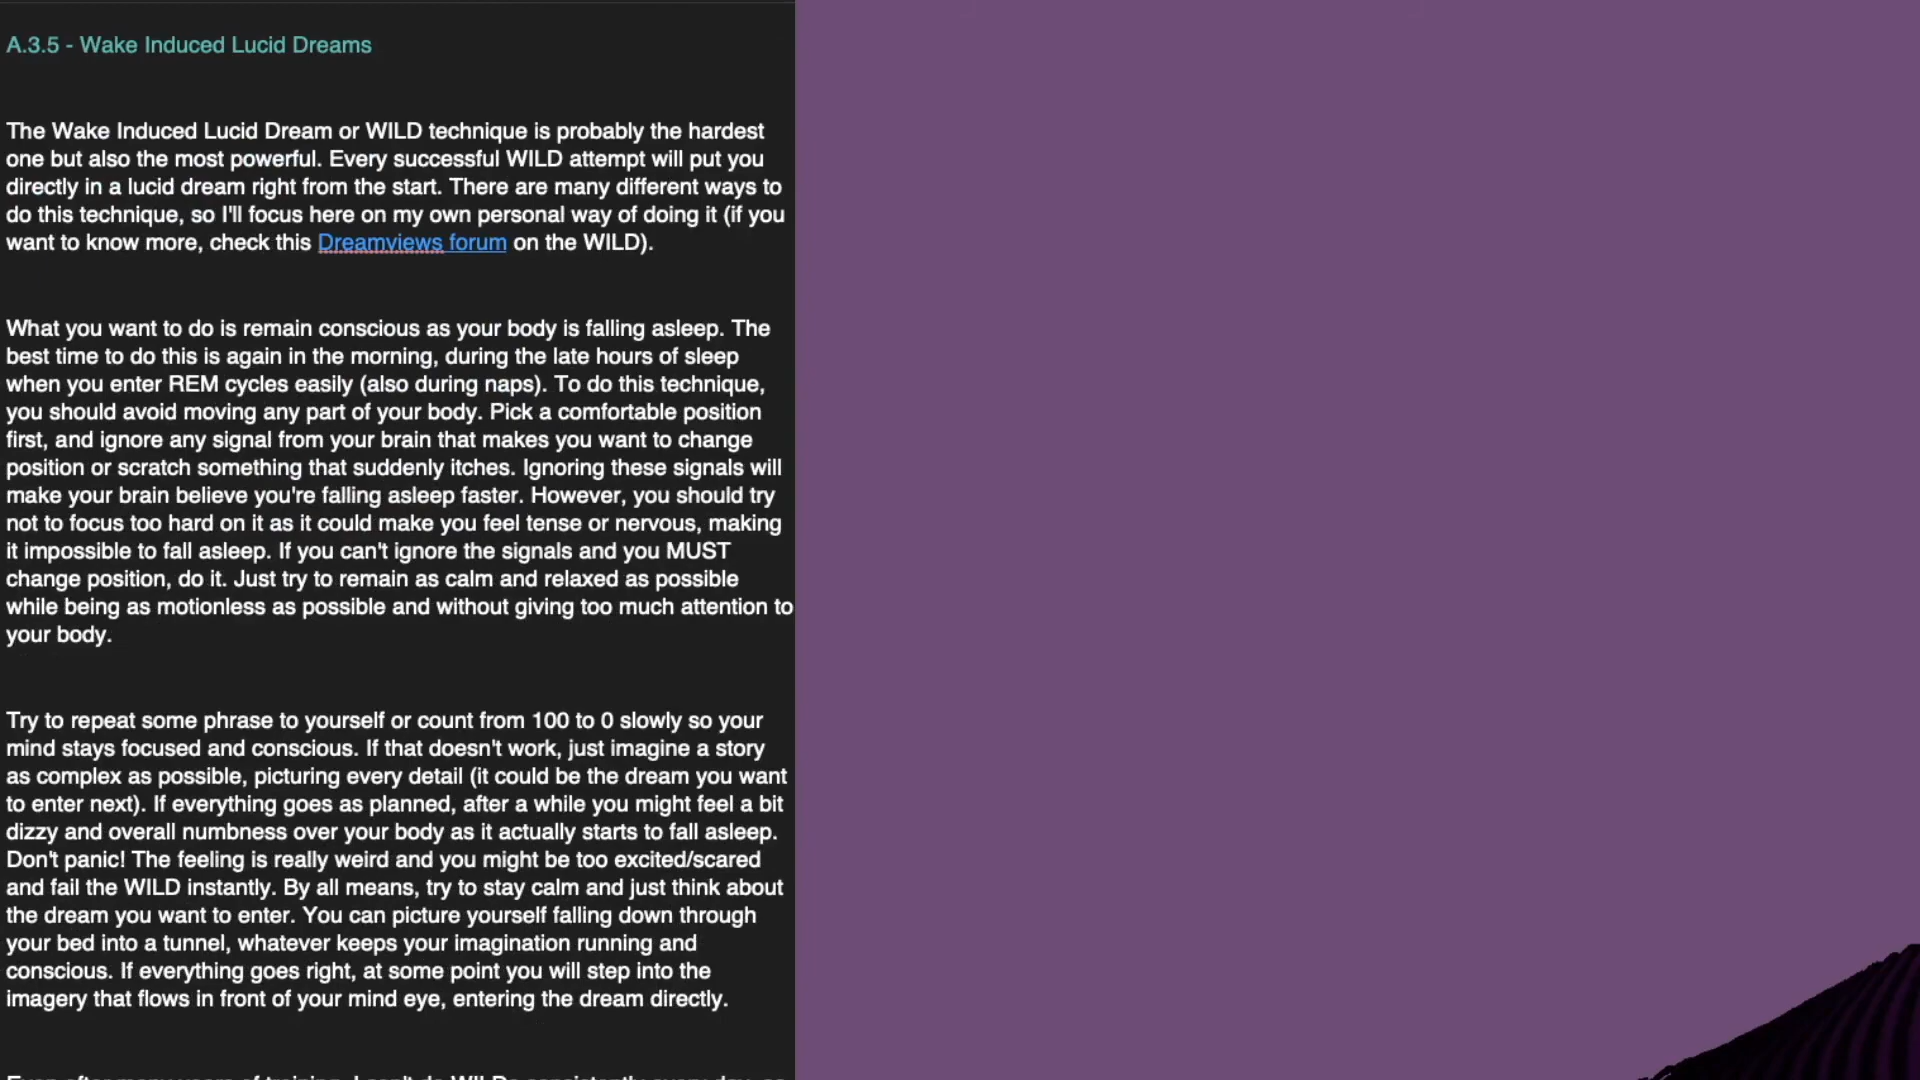 A.3.5 - Wake Induced Lucid Dreams
The Wake Induced Lucid Dream or WILD technique is probably the hardest
one but also the most powerful. Every successful WILD attempt will put you
directly in a lucid dream right from the start. There are many different ways to
do this technique, so I'll focus here on my own personal way of doing it (if you
want to know more, check this Dreamviews forum on the WILD).
What you want to do is remain conscious as your body is falling asleep. The
best time to do this is again in the morning, during the late hours of sleep
when you enter REM cycles easily (also during naps). To do this technique,
you should avoid moving any part of your body. Pick a comfortable position
first, and ignore any signal from your brain that makes you want to change
position or scratch something that suddenly itches. Ignoring these signals will
make your brain believe you're falling asleep faster. However, you should try
not to focus too hard on it as it could make you feel tense or nervous, making
it impossible to fall asleep. If you can't ignore the signals and you MUST
change position, do it. Just try to remain as calm and relaxed as possible
while being as motionless as possible and without giving too much attention to
your body.
Try to repeat some phrase to yourself or count from 100 to 0 slowly so your
mind stays focused and conscious. If that doesn't work, just imagine a story
as complex as possible, picturing every detail (it could be the dream you want
to enter next). If everything goes as planned, after a while you might feel a bit
dizzy and overall numbness over your body as it actually starts to fall asleep.
Don't panic! The feeling is really weird and you might be too excited/scared
and fail the WILD instantly. By all means, try to stay calm and just think about
the dream you want to enter. You can picture yourself falling down through
your bed into a tunnel, whatever keeps your imagination running and
conscious. If everything goes right, at some point you will step into the
imagery that flows in front of your mind eye, entering the dream directly.